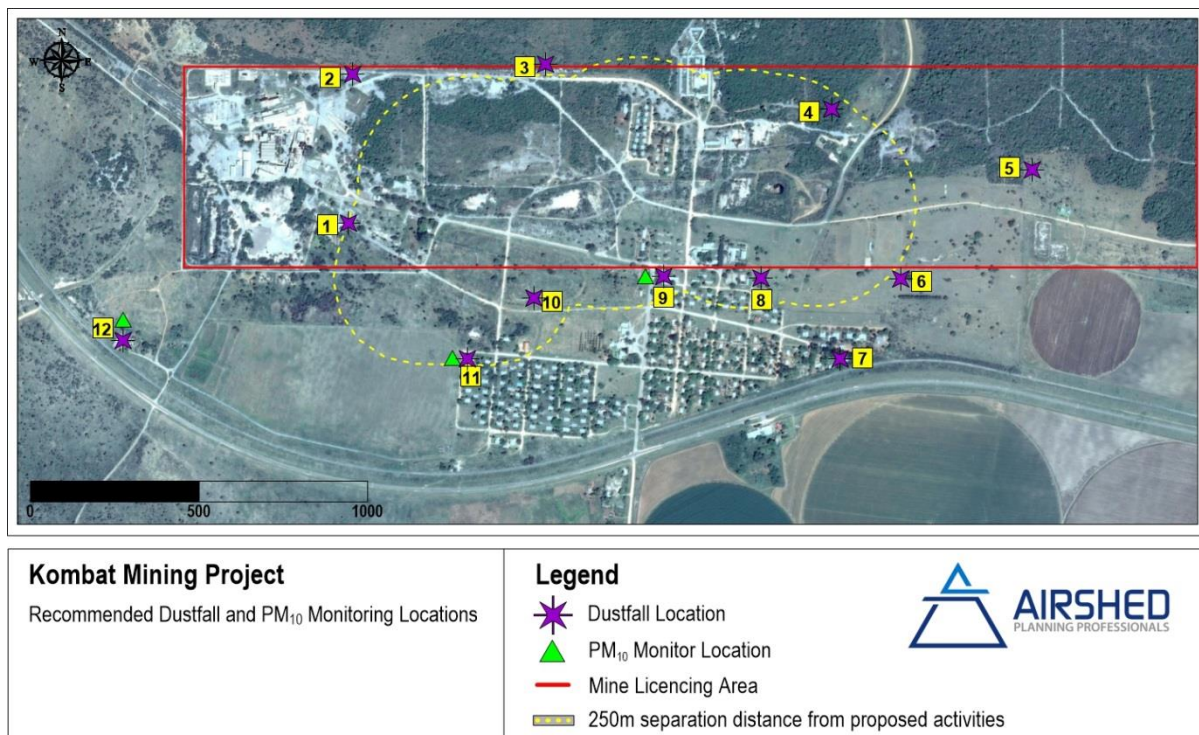 N
W E
S
2
3
4
5
1
6
10
9
8
12
7
11
0 500 1000
Kombat Mining Project
Recommended Dustfall and PM₁₀ Monitoring Locations
Legend
Dustfall Location
PM₁₀ Monitor Location
Mine Licencing Area
250m separation distance from proposed activities
AIRSHED
PLANNING PROFESSIONALS